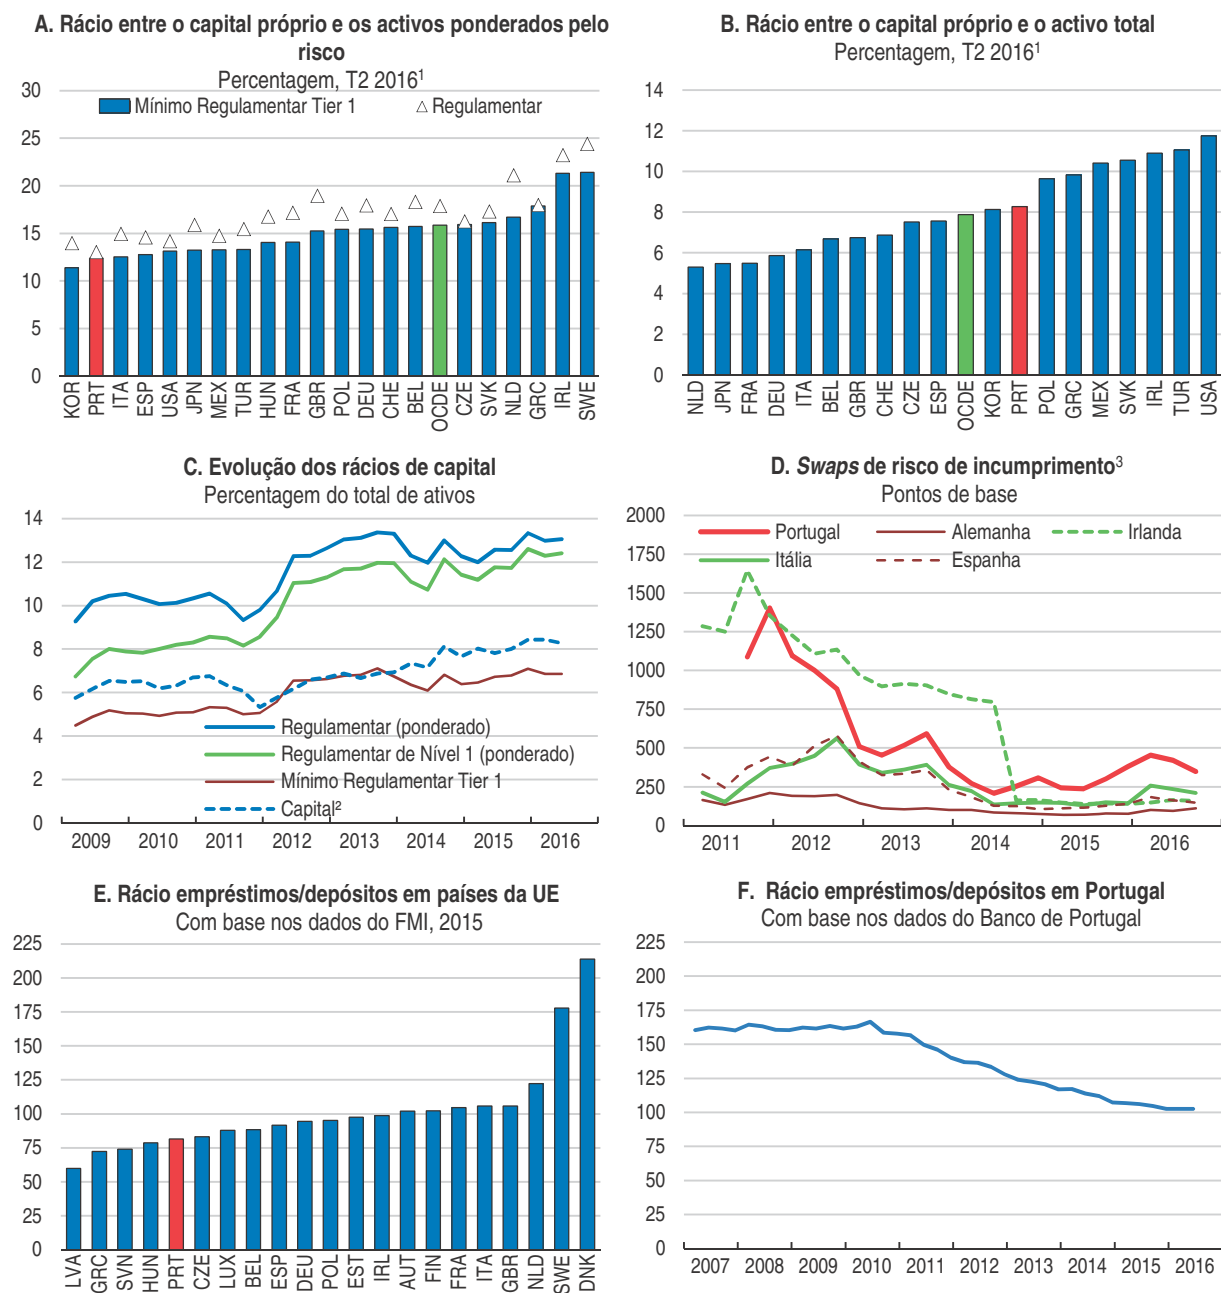 A. Rácio entre o capital próprio e os activos ponderados pelo
risco
Percentagem, T2 2016¹
Mínimo Regulamentar Tier 1
Regulamentar
30
25
20
15
10
5
0
KOR
PRT
ITA
ESP
USA
JPN
MEX
TUR
HUN
FRA
GBR
POL
DEU
CHE
BEL
OCDE
CZE
SVK
NLD
GRC
IRL
SWE
B. Rácio entre o capital próprio e o activo total
Percentagem, T2 2016¹
14
12
10
8
6
4
2
0
NLD
JPN
FRA
DEU
ITA
BEL
GBR
CHE
CZE
ESP
OCDE
KOR
PRT
POL
GRC
MEX
SVK
IRL
TUR
USA
C. Evolução dos rácios de capital
Percentagem do total de ativos
14
12
10
8
6
4
2
0
Regulamentar (ponderado)
Regulamentar de Nível 1 (ponderado)
Mínimo Regulamentar Tier 1
Capital²
2009 2010 2011 2012 2013 2014 2015 2016
D. Swaps de risco de incumprimento³
Pontos de base
2000
1750
1500
1250
1000
750
500
250
0
Portugal Alemanha Irlanda
Itália Espanha
2011 2012 2013 2014 2015 2016
E. Rácio empréstimos/depósitos em países da UE
Com base nos dados do FMI, 2015
225
200
175
150
125
100
75
50
25
0
LVA
GRC
SVN
HUN
PRT
CZE
LUX
BEL
ESP
DEU
POL
EST
IRL
AUT
FIN
FRA
ITA
GBR
NLD
SWE
DNK
F. Rácio empréstimos/depósitos em Portugal
Com base nos dados do Banco de Portugal
225
200
175
150
125
100
75
50
25
0
2007 2008 2009 2010 2011 2012 2013 2014 2015 2016